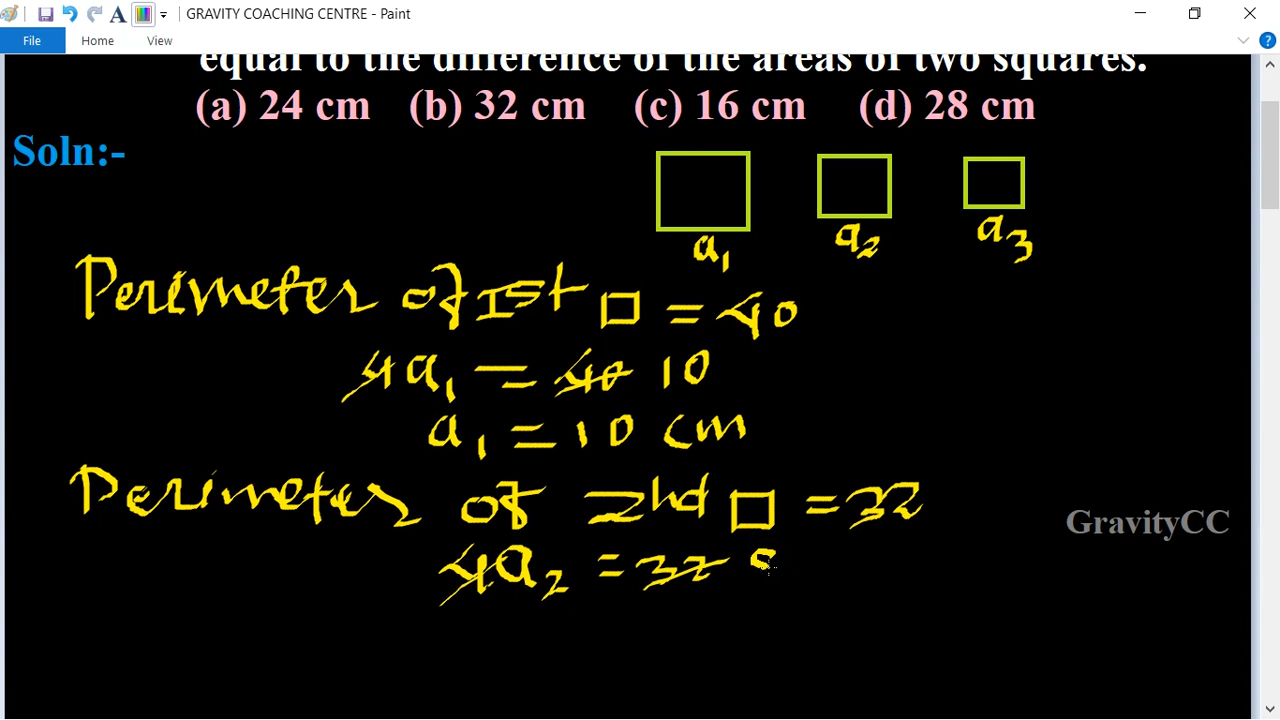 GRAVITY COACHING CENTRE - Paint
File Home View
equal to the difference of the areas of two squares.
(a) 24 cm (b) 32 cm (c) 16 cm (d) 28 cm
Soln:-
a1 a2 a3
Perimeter of Ist □ = 40
4a1 = 40 10
a1 = 10 cm
Perimeter of 2nd □ = 32
GravityCC
4a2 = 32 8